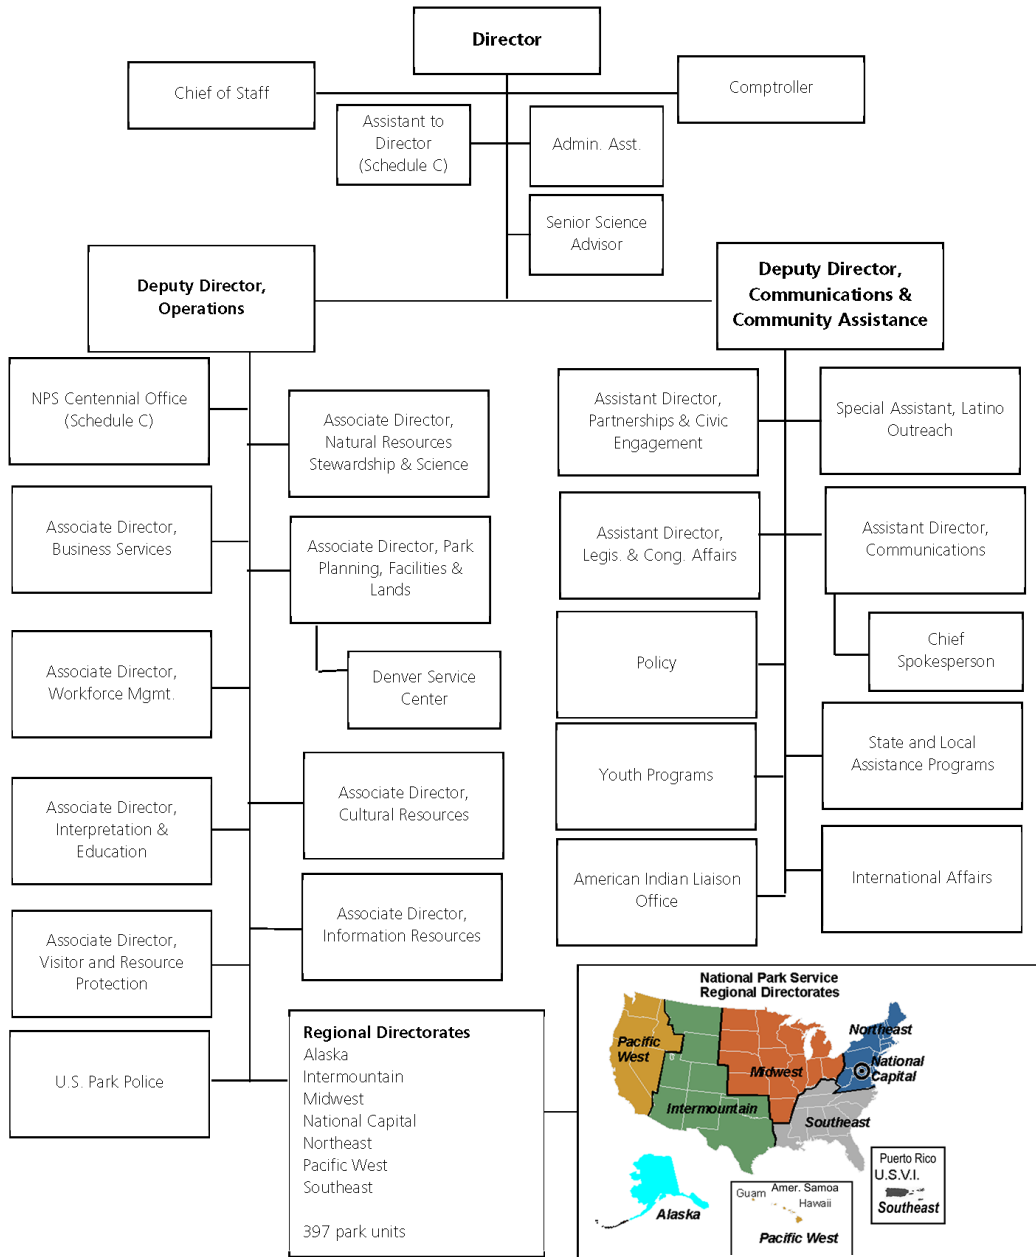 Director
Chief of Staff
Comptroller
Assistant to
Director
(Schedule C)
Admin. Asst.
Senior Science
Advisor
Deputy Director,
Operations
Deputy Director,
Communications &
Community Assistance
NPS Centennial Office
(Schedule C)
Associate Director,
Natural Resources
Stewardship & Science
Associate Director,
Business Services
Associate Director, Park
Planning, Facilities &
Lands
Denver Service
Center
Associate Director,
Workforce Mgmt.
Associate Director,
Cultural Resources
Associate Director,
Interpretation &
Education
Associate Director,
Information Resources
Associate Director,
Visitor and Resource
Protection
U.S. Park Police
Regional Directorates
Alaska
Intermountain
Midwest
National Capital
Northeast
Pacific West
Southeast
397 park units
Assistant Director,
Partnerships & Civic
Engagement
Special Assistant, Latino
Outreach
Assistant Director,
Legis. & Cong. Affairs
Assistant Director,
Communications
Chief
Spokesperson
Policy
State and Local
Assistance Programs
Youth Programs
American Indian Liaison
Office
International Affairs
National Park Service
Regional Directorates
Pacific
West
Midwest
Northeast
National
Capital
Intermountain
Southeast
Alaska
Guam
Amer. Samoa
Hawaii
Pacific West
Puerto Rico
U.S.V.I.
Southeast